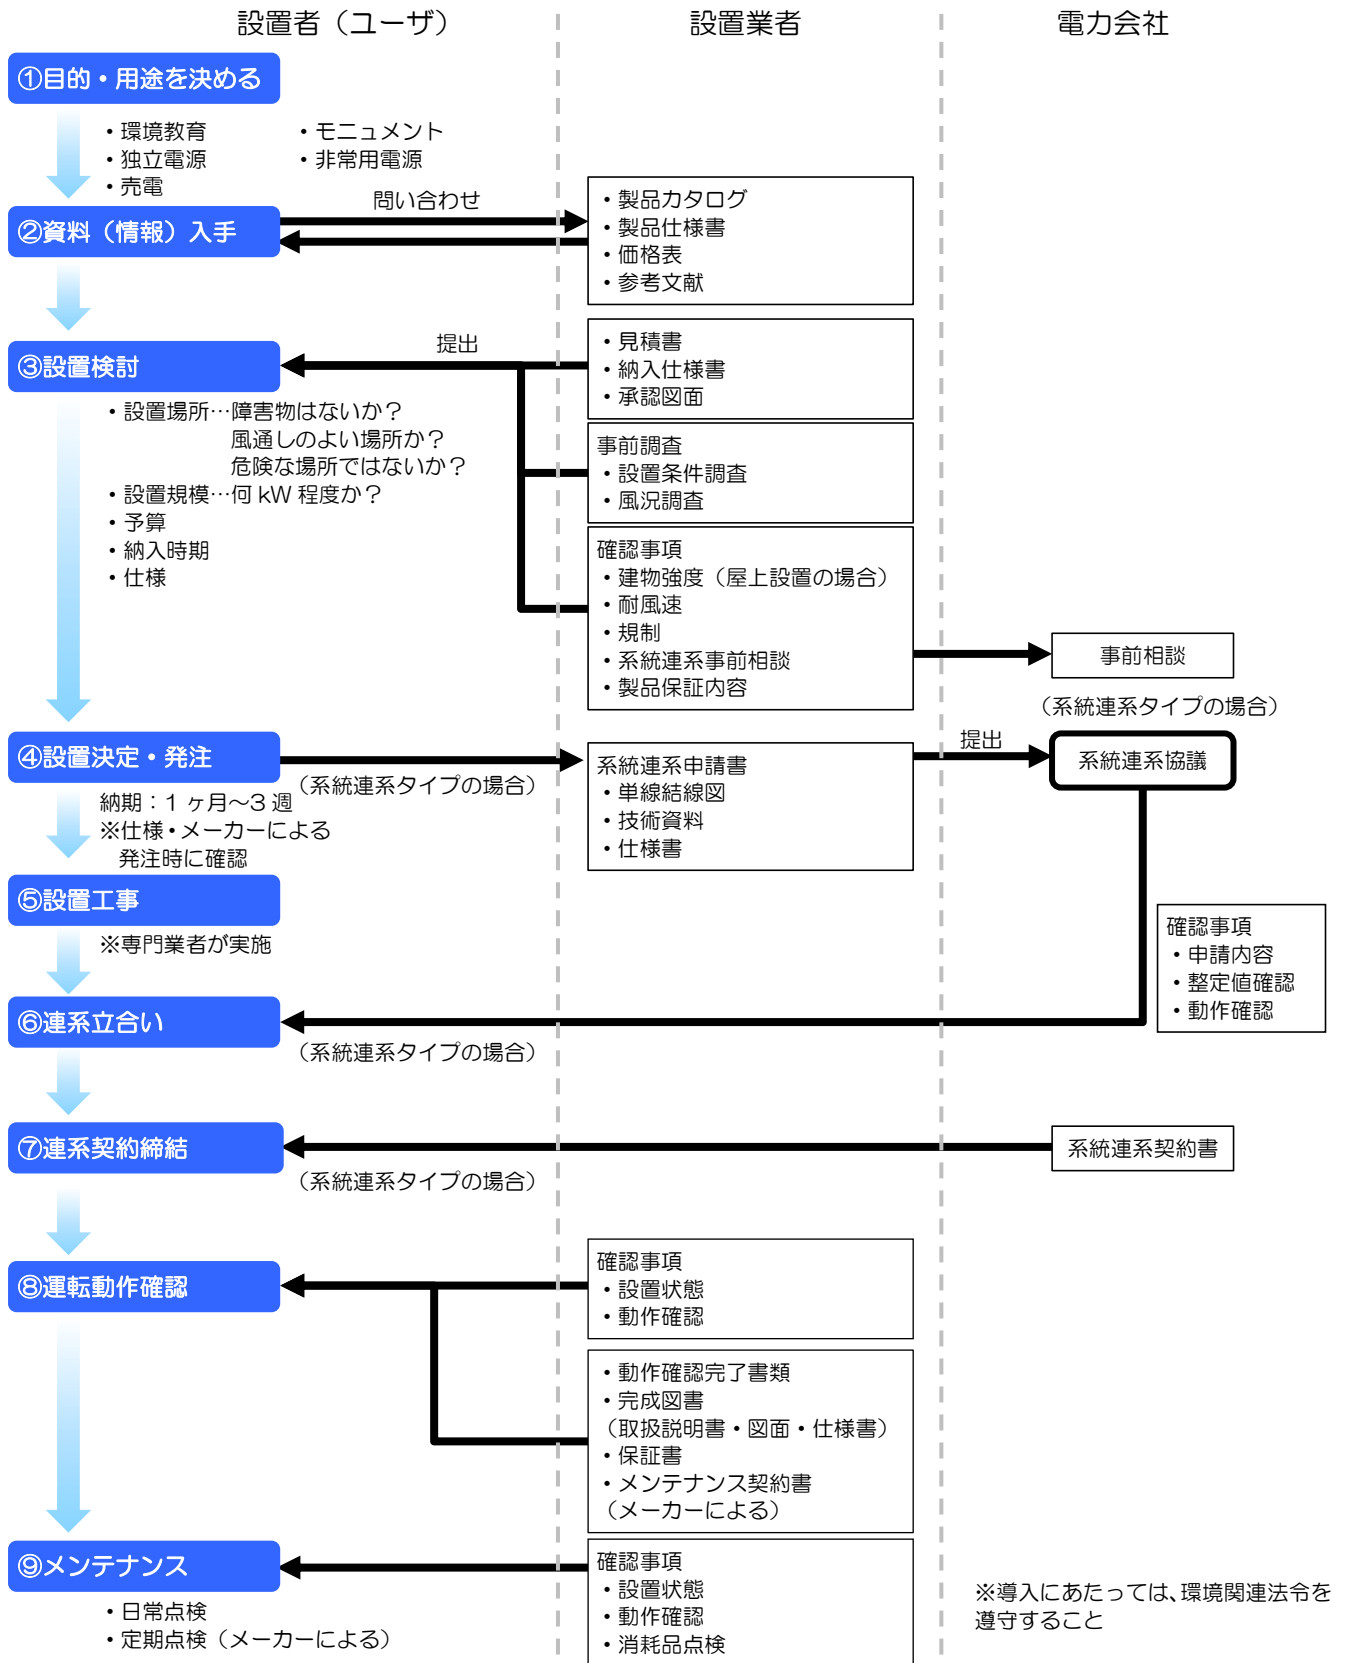 設置者（ユーザ）
設置業者
電力会社
①目的・用途を決める
・環境教育
・モニュメント
・独立電源
・非常用電源
・売電
問い合わせ
②資料（情報）入手
・製品カタログ
・製品仕様書
・価格表
・参考文献
提出
③設置検討
・見積書
・納入仕様書
・承認図面
・設置場所…障害物はないか？
風通しのよい場所か？
危険な場所ではないか？
・設置規模…何 kW 程度か？
・予算
・納入時期
・仕様
事前調査
・設置条件調査
・風況調査
確認事項
・建物強度（屋上設置の場合）
・耐風速
・規制
・系統連系事前相談
・製品保証内容
事前相談
（系統連系タイプの場合）
④設置決定・発注
（系統連系タイプの場合）
納期：1 ヶ月～3 週
※仕様・メーカーによる
発注時に確認
系統連系申請書
・単線結線図
・技術資料
・仕様書
提出
系統連系協議
⑤設置工事
※専門業者が実施
確認事項
・申請内容
・整定値確認
・動作確認
⑥連系立合い
（系統連系タイプの場合）
⑦連系契約締結
（系統連系タイプの場合）
系統連系契約書
⑧運転動作確認
確認事項
・設置状態
・動作確認
・動作確認完了書類
・完成図書
（取扱説明書・図面・仕様書）
・保証書
・メンテナンス契約書
（メーカーによる）
⑨メンテナンス
・日常点検
・定期点検（メーカーによる）
確認事項
・設置状態
・動作確認
・消耗品点検
※導入にあたっては、環境関連法令を
遵守すること